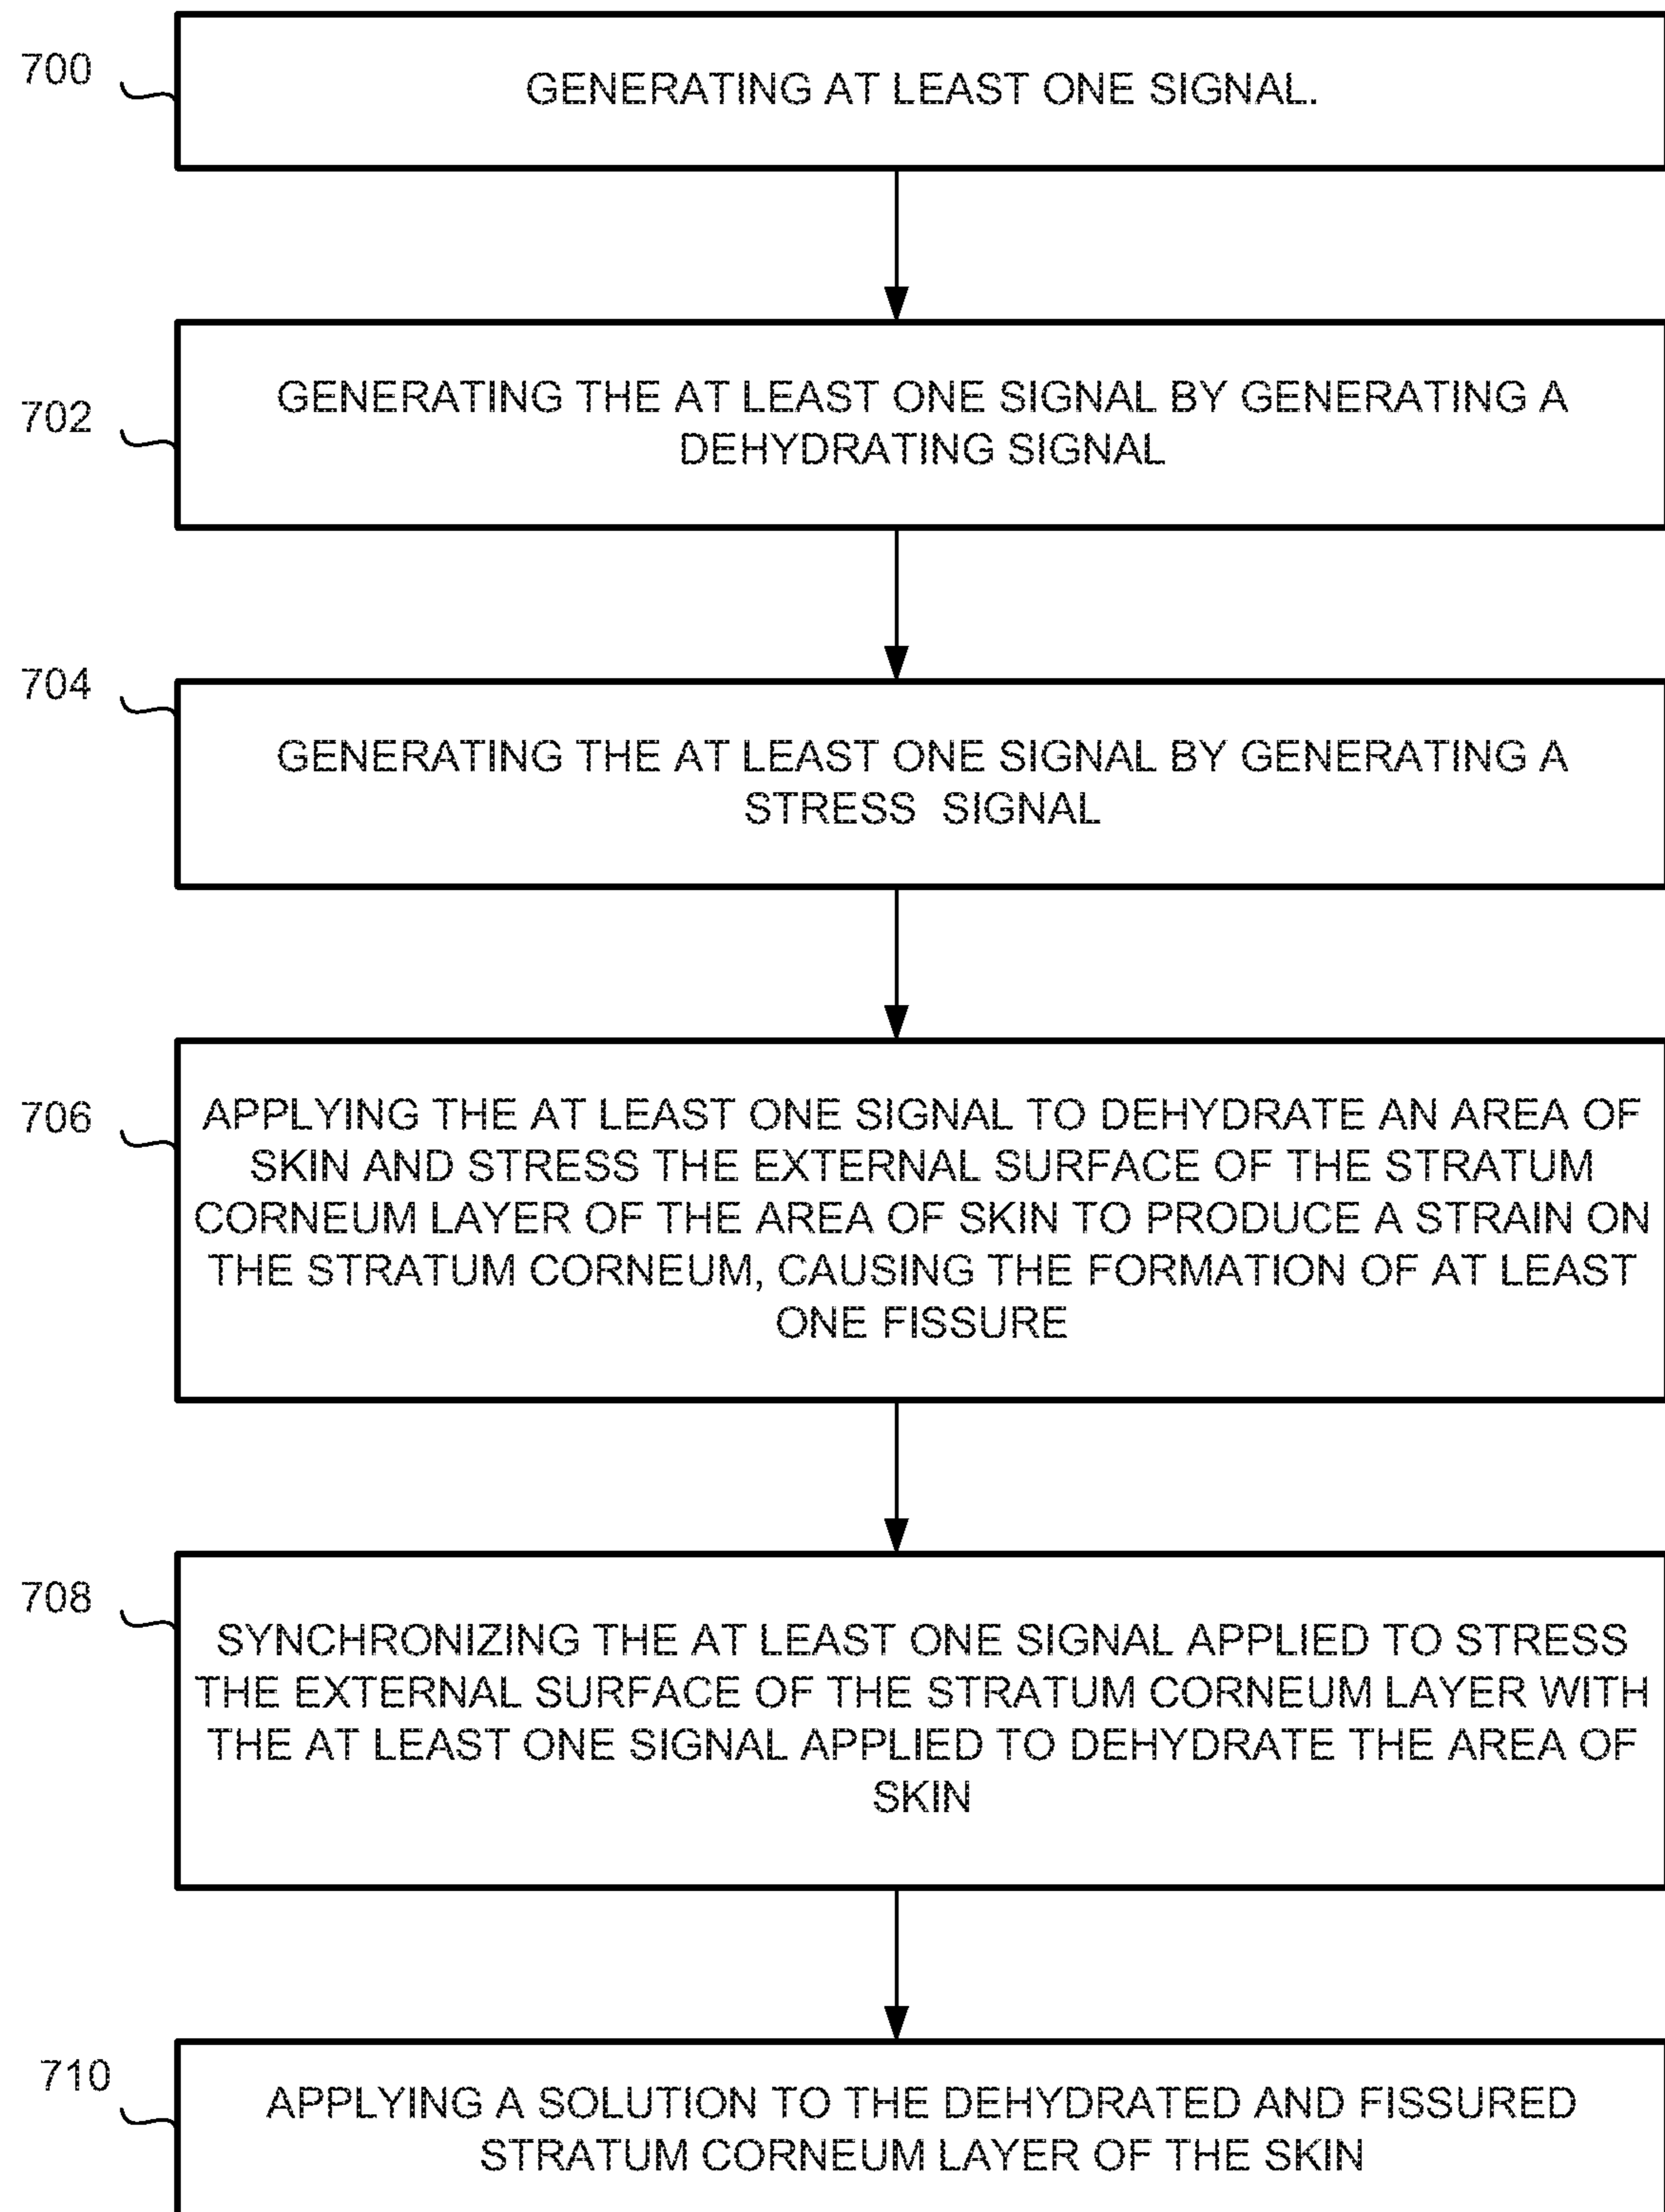 700
GENERATING AT LEAST ONE SIGNAL.
702
GENERATING THE AT LEAST ONE SIGNAL BY GENERATING A
DEHYDRATING SIGNAL
704
GENERATING THE AT LEAST ONE SIGNAL BY GENERATING A
STRESS SIGNAL
706
APPLYING THE AT LEAST ONE SIGNAL TO DEHYDRATE AN AREA OF
SKIN AND STRESS THE EXTERNAL SURFACE OF THE STRATUM
CORNEUM LAYER OF THE AREA OF SKIN TO PRODUCE A STRAIN ON
THE STRATUM CORNEUM, CAUSING THE FORMATION OF AT LEAST
ONE FISSURE
708
SYNCHRONIZING THE AT LEAST ONE SIGNAL APPLIED TO STRESS
THE EXTERNAL SURFACE OF THE STRATUM CORNEUM LAYER WITH
THE AT LEAST ONE SIGNAL APPLIED TO DEHYDRATE THE AREA OF
SKIN
710
APPLYING A SOLUTION TO THE DEHYDRATED AND FISSURED
STRATUM CORNEUM LAYER OF THE SKIN